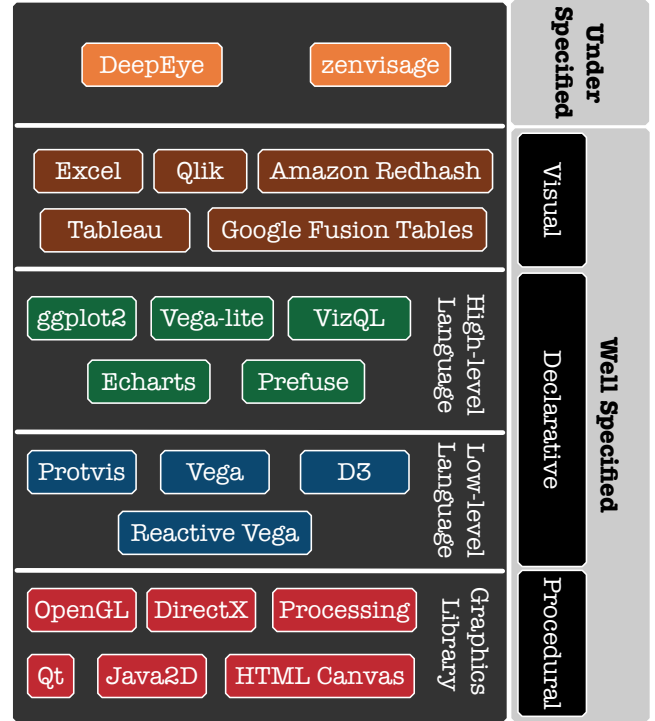 DeepEye
zenvisage
Under
Specified
Excel
Qlik
Amazon Redhash
Tableau
Google Fusion Tables
Visual
ggplot2
Vega-lite
VizQL
Echarts
Prefuse
High-level
Language
Protvis
Vega
D3
Reactive Vega
Low-level
Language
Declarative
Well Specified
OpenGL
DirectX
Processing
Qt
Java2D
HTML Canvas
Graphics
Library
Procedural